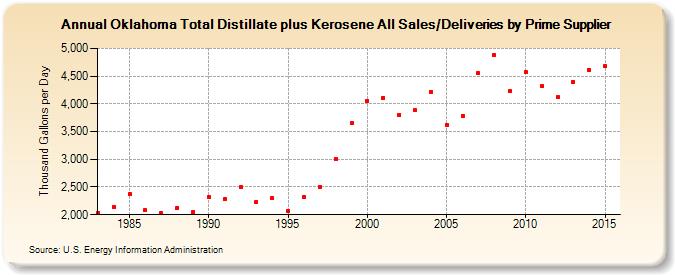 Annual Oklahoma Total Distillate plus Kerosene All Sales/Deliveries by Prime Supplier
Thousand Gallons per Day
5,000
4,500
4,000
3,500
3,000
2,500
2,000
1985 1990 1995 2000 2005 2010 2015
Source: U.S. Energy Information Administration